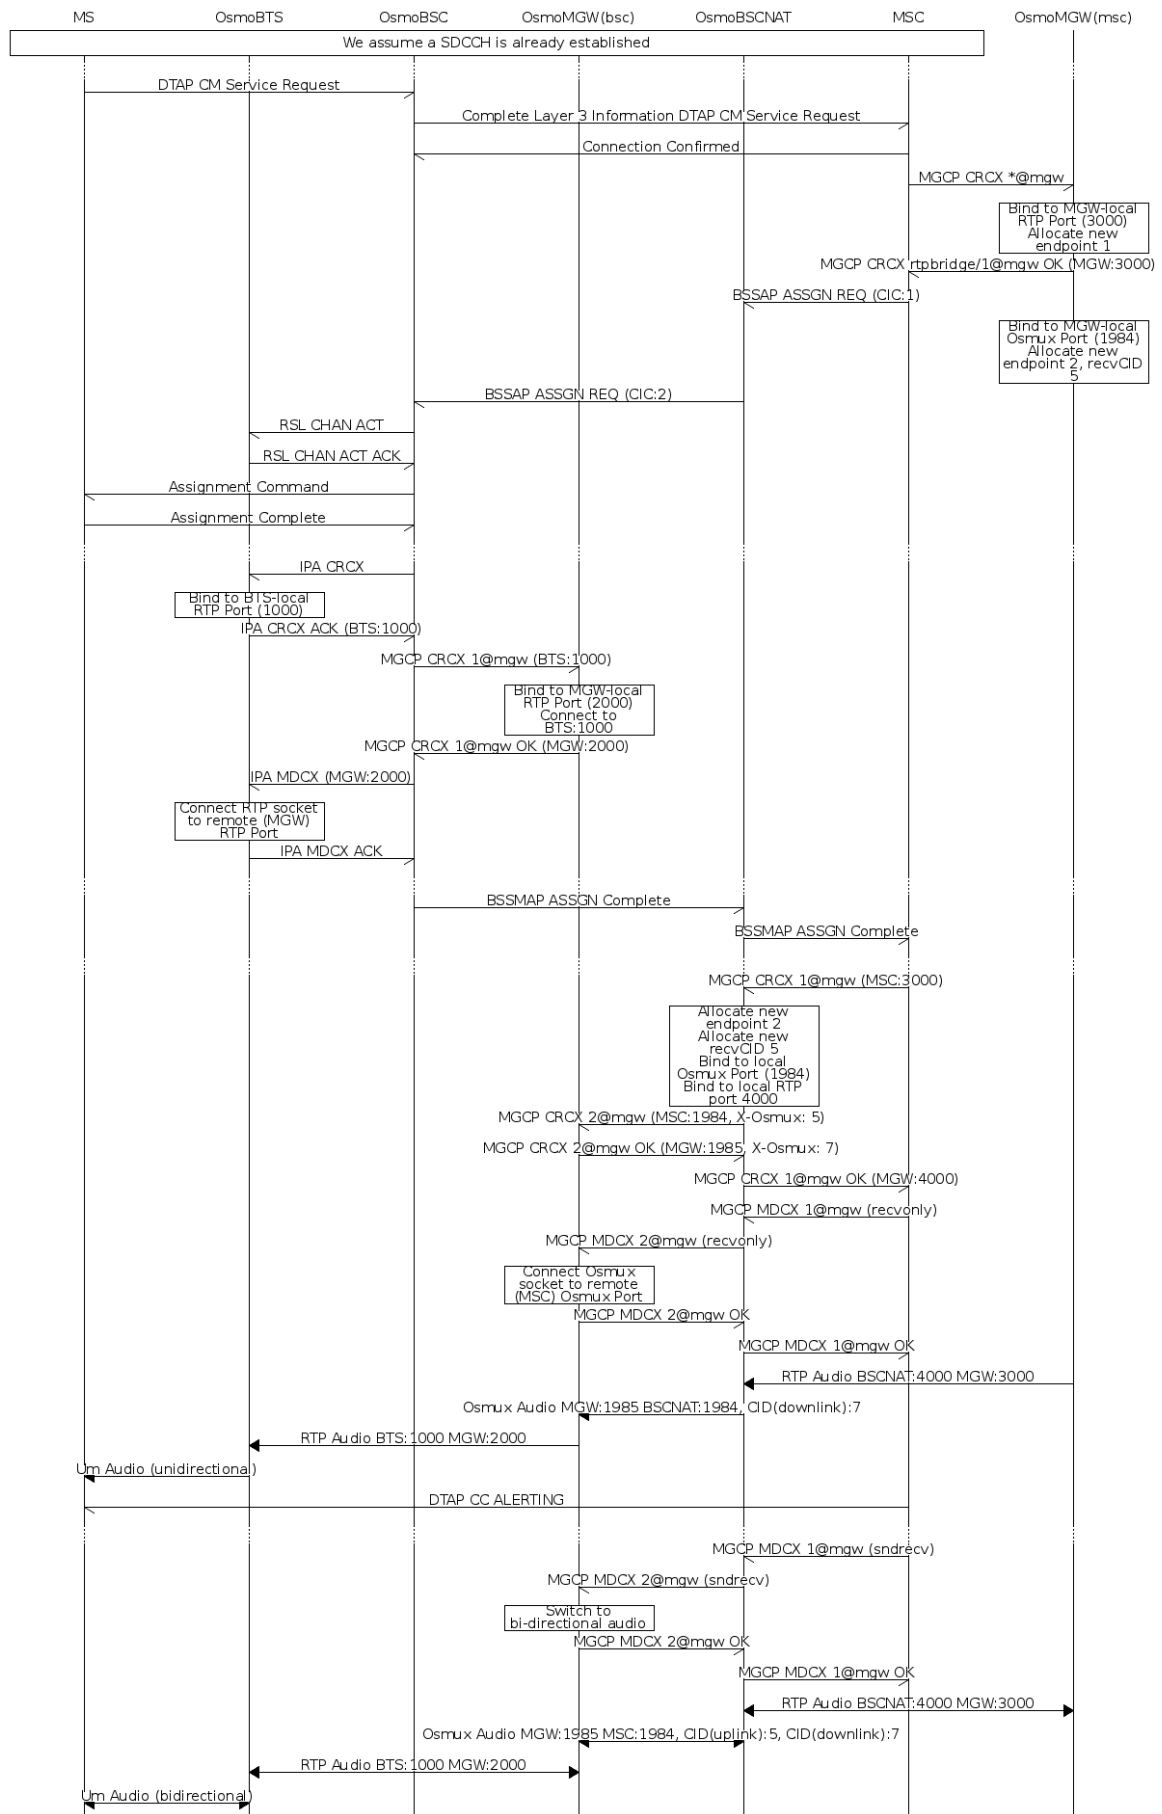 MS OsmoBTS OsmoBSC OsmoMGW(bsc) OsmoBSCNAT MSC OsmoMGW(msc)
We assume a SDCCH is already established
DTAP CM Service Request
Complete Layer 3 Information DTAP CM Service Request
Connection Confirmed
MGCP CRCX *@mgw
Bind to MGW-local
RTP Port (3000)
Allocate new
endpoint 1
MGCP CRCX rtpbridge/1@mgw OK (MGW:3000)
BSSAP ASSGN REQ (CIC:1)
Bind to MGW-local
Osmux Port (1984)
Allocate new
endpoint 2, recvCID
5
BSSAP ASSGN REQ (CIC:2)
RSL CHAN ACT
RSL CHAN ACT ACK
Assignment Command
Assignment Complete
IPA CRCX
Bind to BTS-local
RTP Port (1000)
IPA CRCX ACK (BTS:1000)
MGCP CRCX 1@mgw (BTS:1000)
Bind to MGW-local
RTP Port (2000)
Connect to
BTS:1000
MGCP CRCX 1@mgw OK (MGW:2000)
IPA MDCX (MGW:2000)
Connect RTP socket
to remote (MGW)
RTP Port
IPA MDCX ACK
BSSMAP ASSGN Complete
BSSMAP ASSGN Complete
MGCP CRCX 1@mgw (MSC:3000)
Allocate new
endpoint 2
Allocate new
recvCID 5
Bind to local
Osmux Port (1984)
Bind to local RTP
port 4000
MGCP CRCX 2@mgw (MSC:1984, X-Osmux: 5)
MGCP CRCX 2@mgw OK (MGW:1985, X-Osmux: 7)
MGCP CRCX 1@mgw OK (MGW:4000)
MGCP MDCX 1@mgw (recvonly)
MGCP MDCX 2@mgw (recvonly)
Connect Osmux
socket to remote
(MSC) Osmux Port
MGCP MDCX 2@mgw OK
MGCP MDCX 1@mgw OK
RTP Audio BSCNAT:4000 MGW:3000
Osmux Audio MGW:1985 BSCNAT:1984, CID(downlink):7
RTP Audio BTS:1000 MGW:2000
Um Audio (unidirectional)
DTAP CC ALERTING
MGCP MDCX 1@mgw (sndrecv)
MGCP MDCX 2@mgw (sndrecv)
Switch to
bi-directional audio
MGCP MDCX 2@mgw OK
MGCP MDCX 1@mgw OK
RTP Audio BSCNAT:4000 MGW:3000
Osmux Audio MGW:1985 MSC:1984, CID(uplink):5, CID(downlink):7
RTP Audio BTS:1000 MGW:2000
Um Audio (bidirectional)